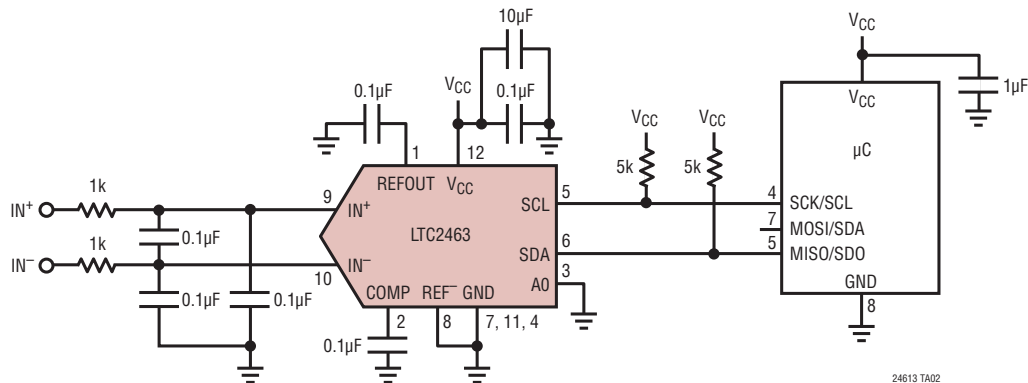 10µF
VCC
0.1µF
0.1µF
VCC
1µF
VCC
µC
VCC
VCC
5k
5k
1
12
REFOUT
VCC
IN+
1k
9
IN+
5
SCL
4
SCK/SCL
0.1µF
LTC2463
7
MOSI/SDA
IN−
1k
10
IN−
6
SDA
5
MISO/SDO
3
A0
0.1µF
0.1µF
COMP
REF−
GND
GND
2
8
7, 11, 4
8
0.1µF
24613 TA02